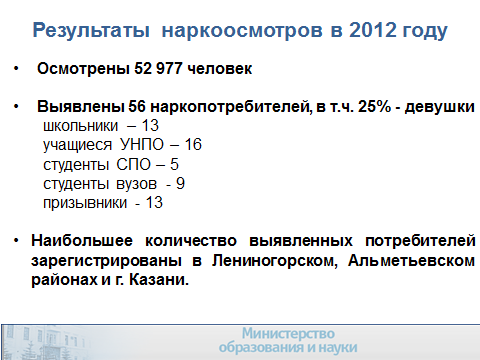 Результаты наркоосмотров в 2012 году
• Осмотрены 52 977 человек
• Выявлены 56 наркопотребителей, в т.ч. 25% - девушки
школьники – 13
учащиеся УНПО – 16
студенты СПО – 5
студенты вузов - 9
призывники - 13
• Наибольшее количество выявленных потребителей
зарегистрированы в Лениногорском, Альметьевском
районах и г. Казани.
Министерство
образования и науки